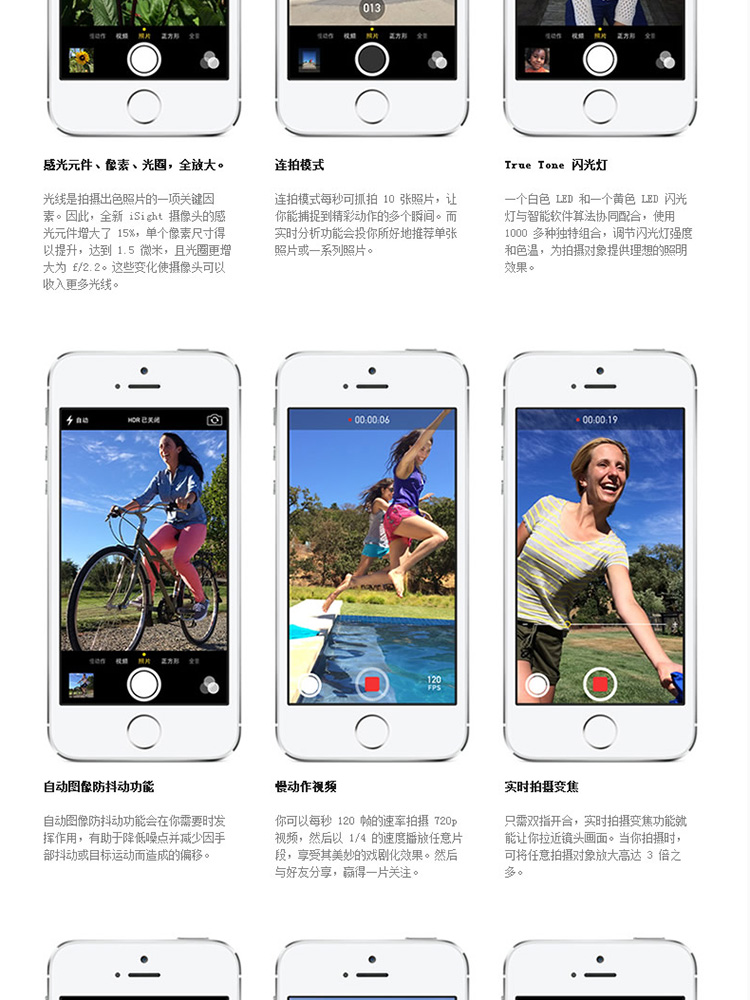 013
慢动作 视频 照片 正方形 全景
慢动作 视频 照片 正方形 全景
慢动作 视频 照片 正方形 全景
感光元件、像素、光圈，全放大。
光线是拍摄出色照片的一项关键因
素。因此，全新 iSight 摄像头的感
光元件增大了 15%，单个像素尺寸得
以提升，达到 1.5 微米，且光圈更增
大为 f/2.2。这些变化使摄像头可以
收入更多光线。
连拍模式
连拍模式每秒可抓拍 10 张照片，让
你能捕捉到精彩动作的多个瞬间。而
实时分析功能会投你所好地推荐单张
照片或一系列照片。
True Tone 闪光灯
一个白色 LED 和一个黄色 LED 闪光
灯与智能软件算法协同配合，使用
1000 多种独特组合，调节闪光灯强度
和色温，为拍摄对象提供理想的照明
效果。
自动 HDR 已关闭
慢动作 视频 照片 正方形 全景
00:00:06
120
FPS
00:00:19
自动图像防抖动功能
自动图像防抖动功能会在你需要时发
挥作用，有助于降低噪点并减少因手
部抖动或目标运动而造成的偏移。
慢动作视频
你可以每秒 120 帧的速率拍摄 720p
视频，然后以 1/4 的速度播放任意片
段，享受其美妙的戏剧化效果。然后
与好友分享，赢得一片关注。
实时拍摄变焦
只需双指开合，实时拍摄变焦功能就
能让你拉近镜头画面。当你拍摄时，
可将任意拍摄对象放大高达 3 倍之
多。